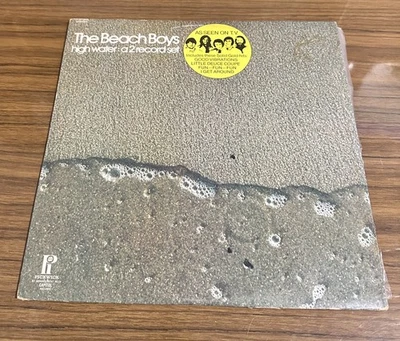 The Beach Boys
high water: a 2 record set
AS SEEN ON T.V.
GOOD VIBRATIONS
LITTLE DEUCE COUPE
FUN - FUN - FUN
I GET AROUND
PICKWICK